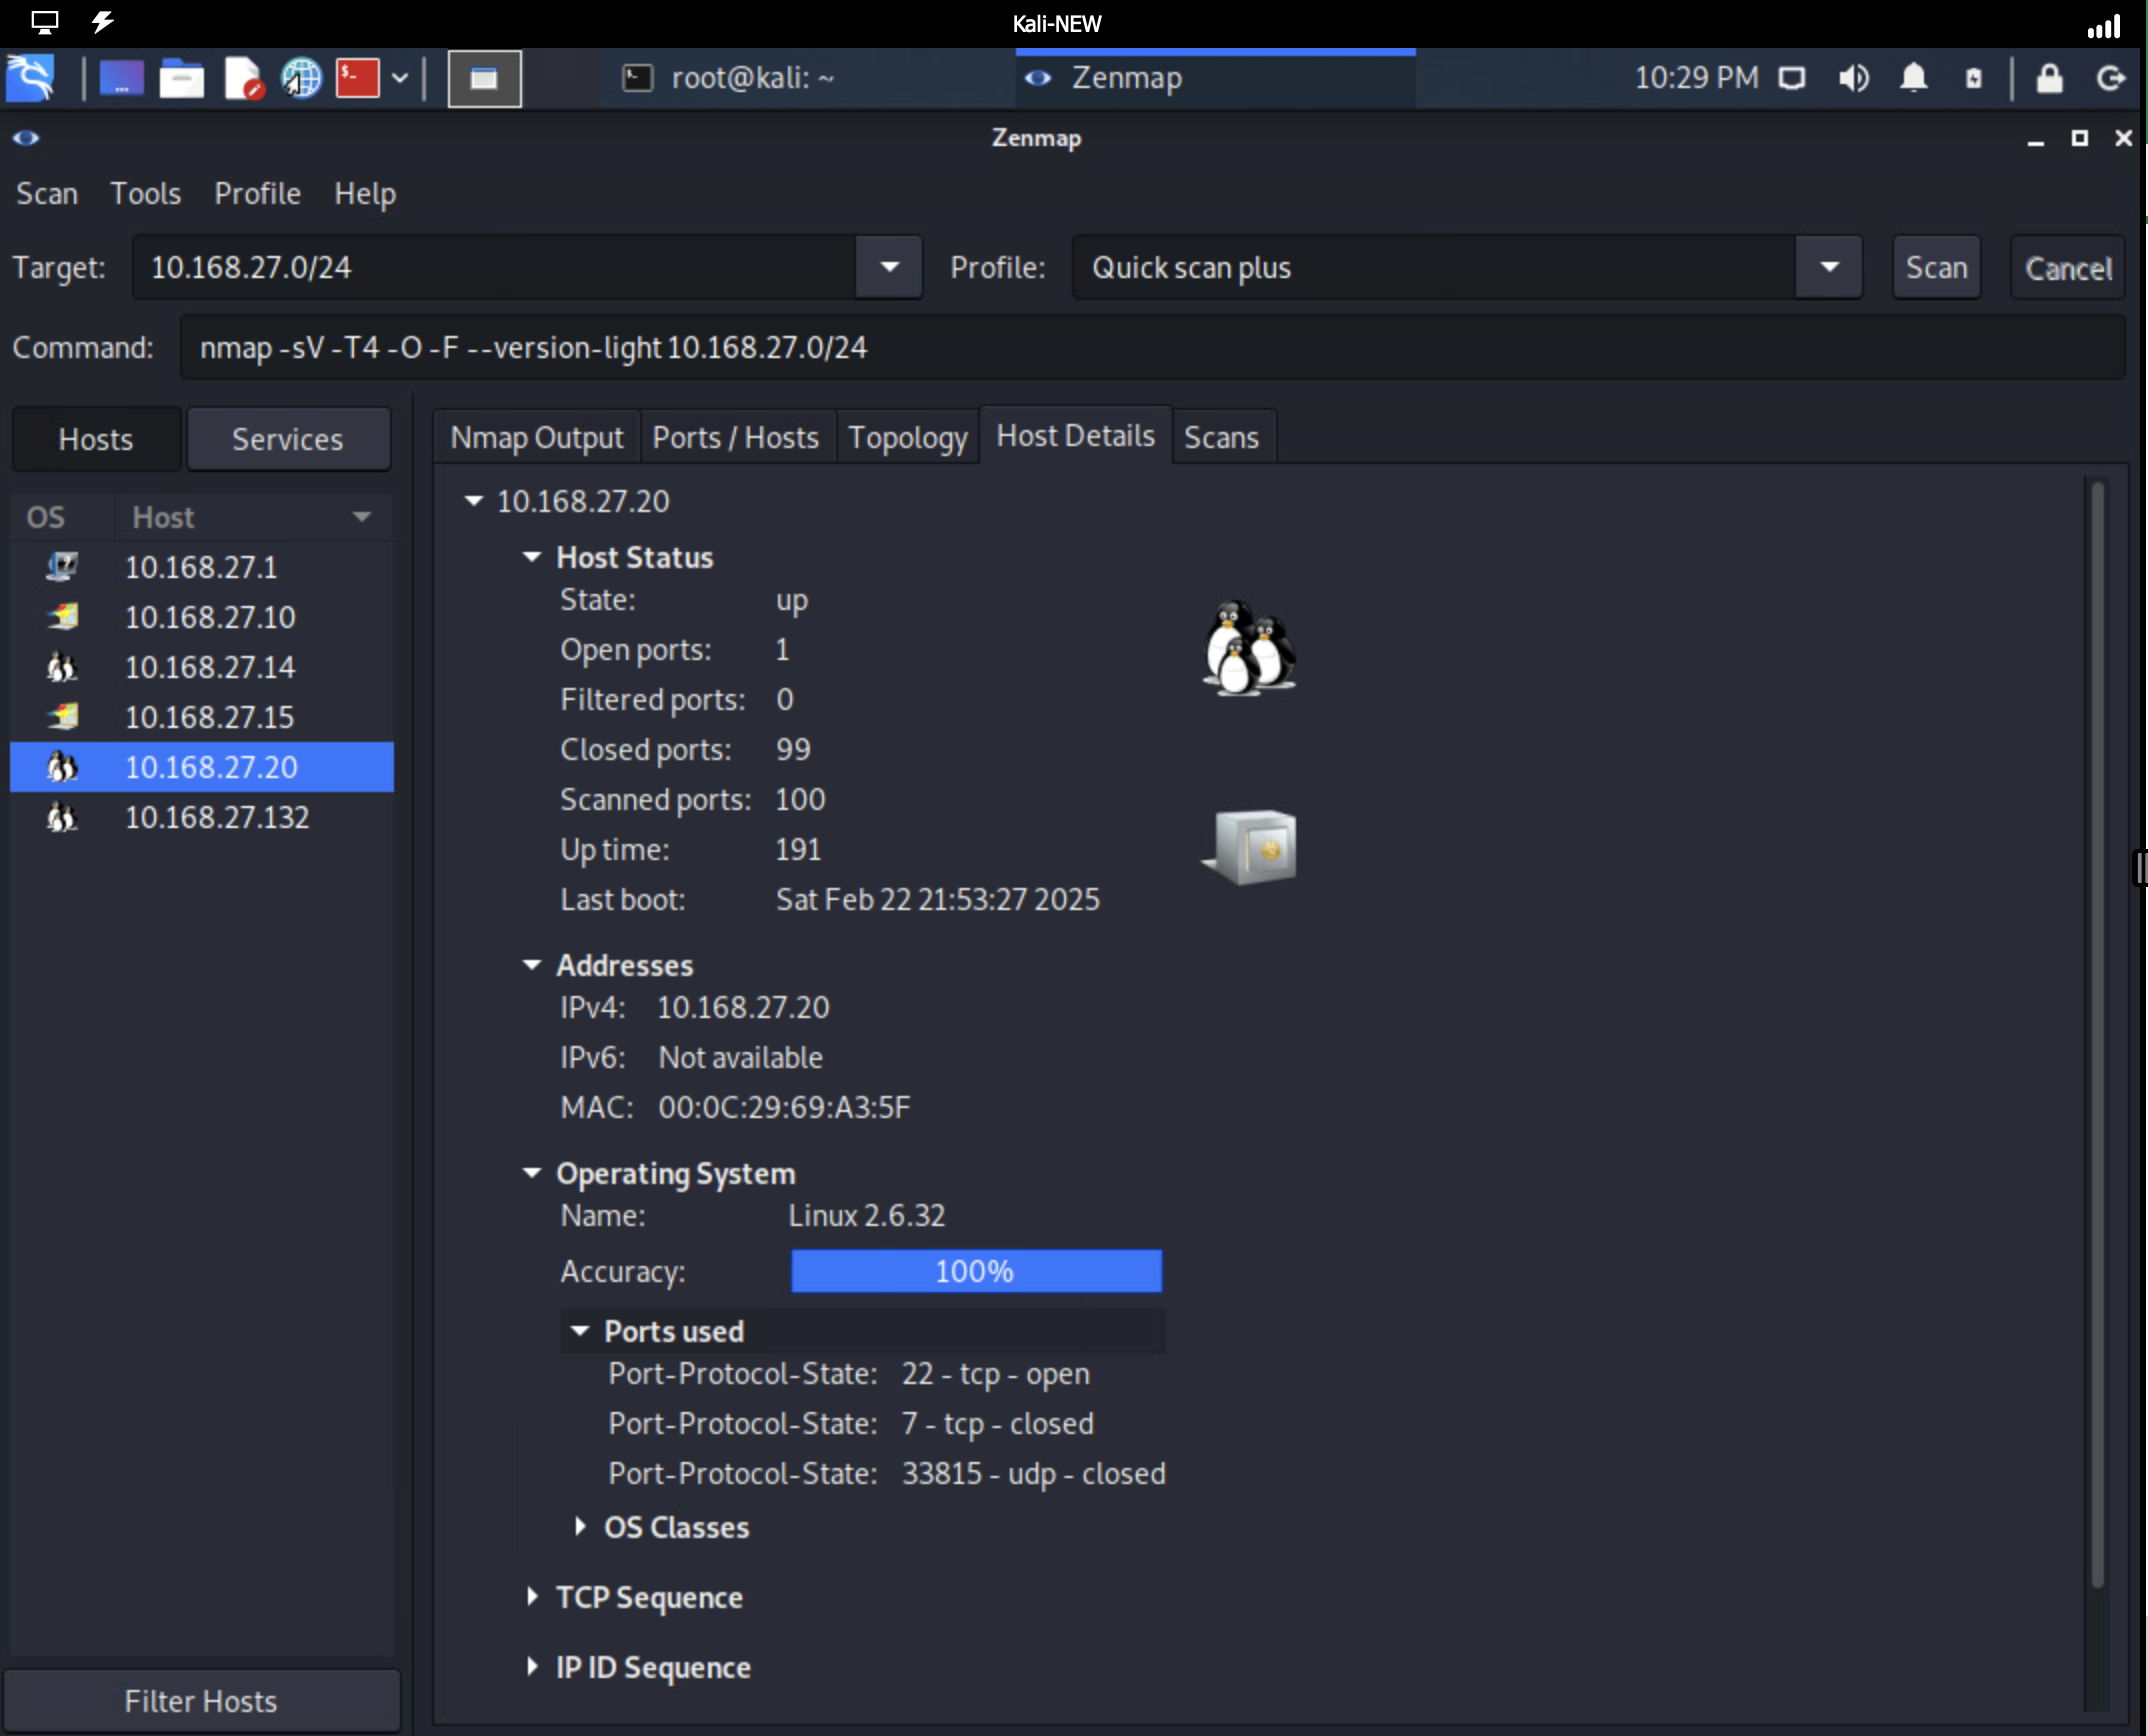 Kali-NEW
root@kali: ~
Zenmap
10:29 PM
Zenmap
Scan Tools Profile Help
Target: 10.168.27.0/24 Profile: Quick scan plus Scan Cancel
Command: nmap -sV -T4 -O -F --version-light 10.168.27.0/24
Hosts Services
OS Host
10.168.27.1
10.168.27.10
10.168.27.14
10.168.27.15
10.168.27.20
10.168.27.132
Filter Hosts
Nmap Output Ports / Hosts Topology Host Details Scans
10.168.27.20
Host Status
State: up
Open ports: 1
Filtered ports: 0
Closed ports: 99
Scanned ports: 100
Up time: 191
Last boot: Sat Feb 22 21:53:27 2025
Addresses
IPv4: 10.168.27.20
IPv6: Not available
MAC: 00:0C:29:69:A3:5F
Operating System
Name: Linux 2.6.32
Accuracy: 100%
Ports used
Port-Protocol-State: 22 - tcp - open
Port-Protocol-State: 7 - tcp - closed
Port-Protocol-State: 33815 - udp - closed
OS Classes
TCP Sequence
IP ID Sequence